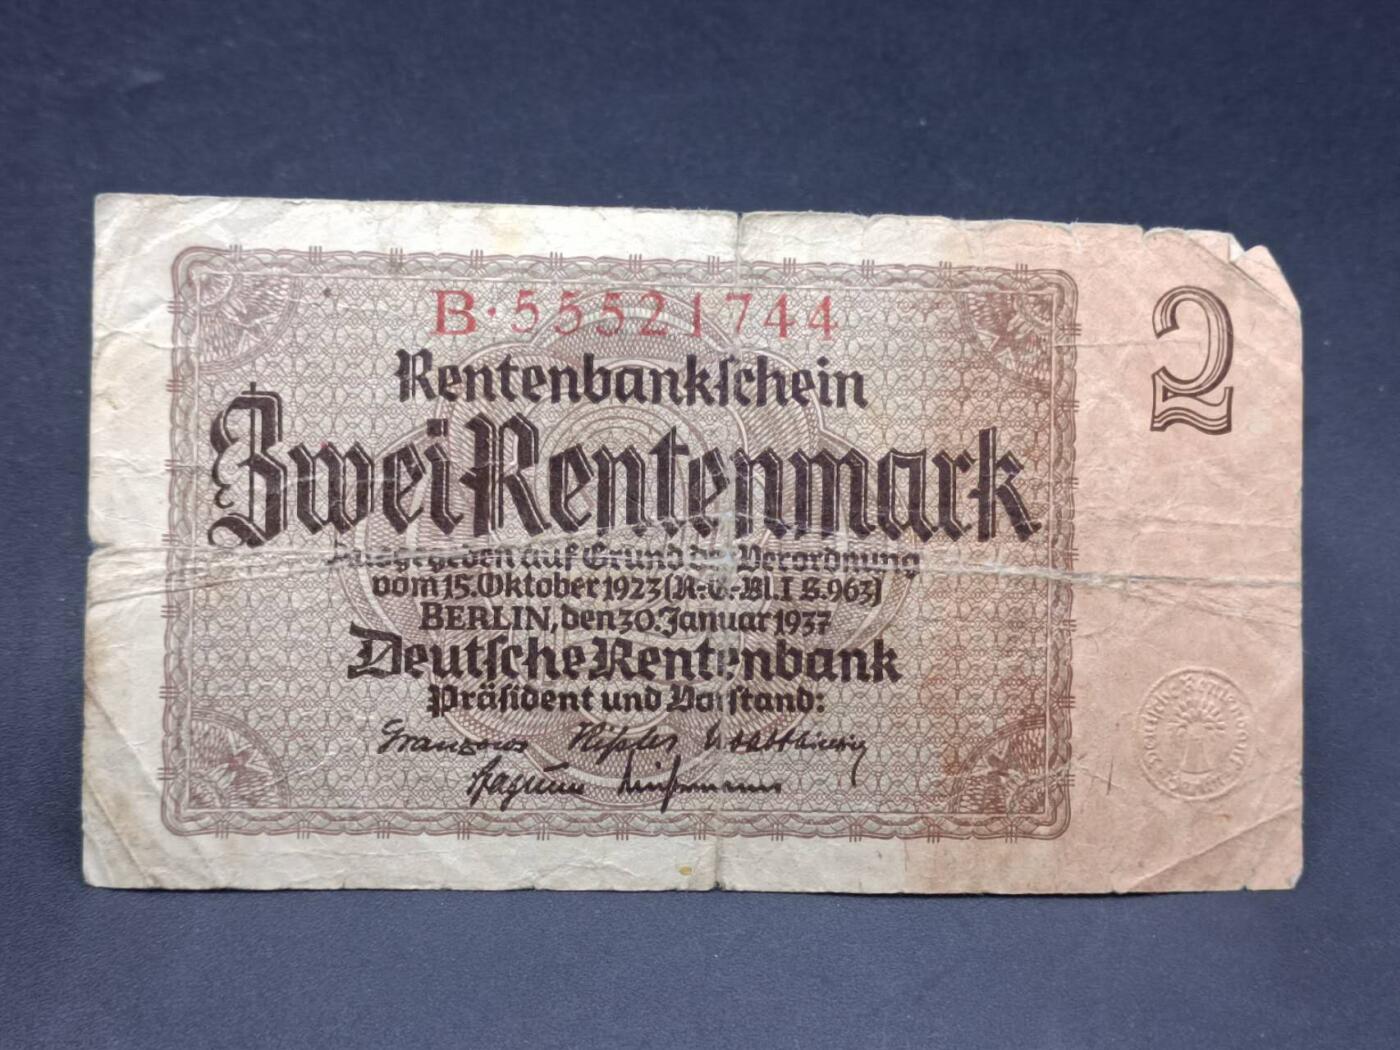 B·55521744
2
Rentenbankschein
Zwei Rentenmark
Ausgegeben auf Grund der Verordnung
vom 15. Oktober 1923 (R.-G.-Bl. I S. 963)
BERLIN, den 30. Januar 1937
Deutsche Rentenbank
Präsident und Vorstand: